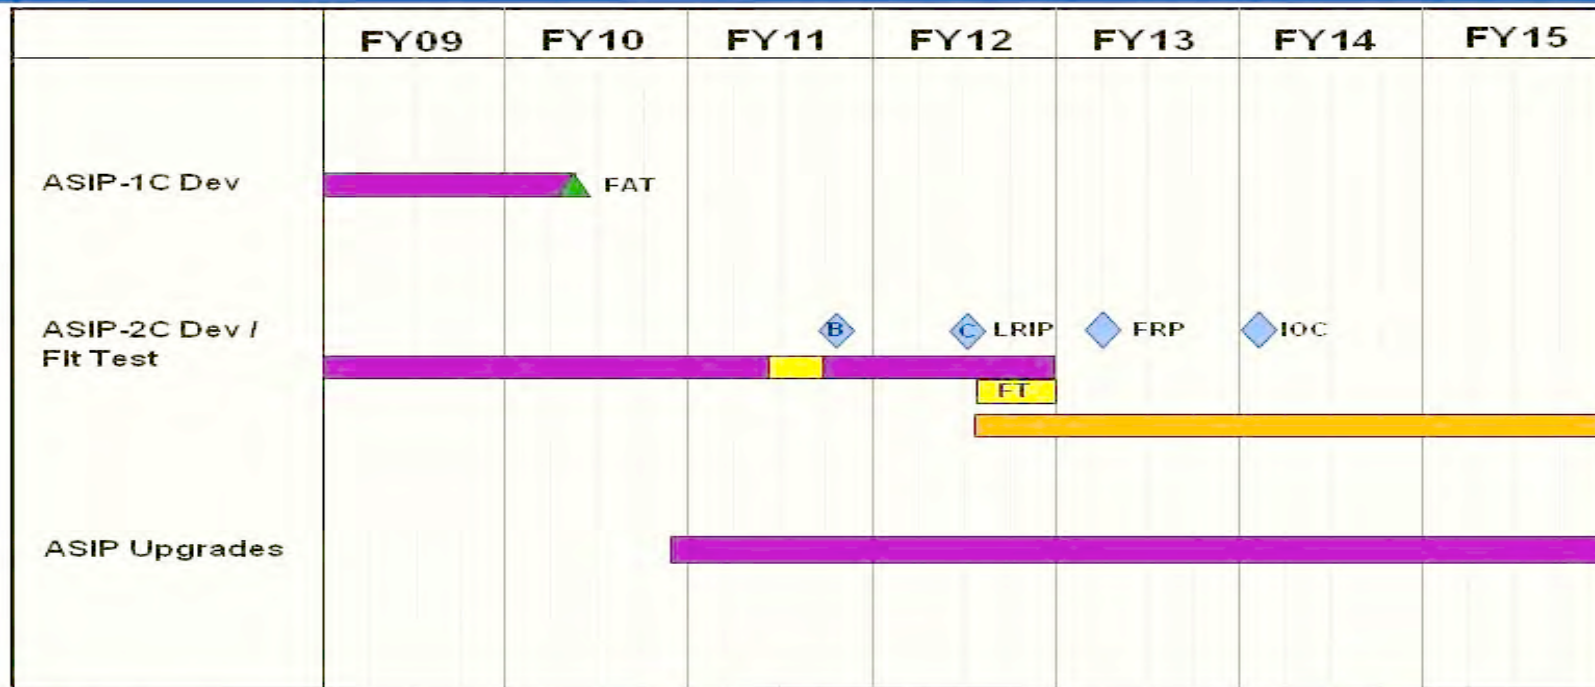 FY09 FY10 FY11 FY12 FY13 FY14 FY15
ASIP-1C Dev
FAT
ASIP-2C Dev /
Flt Test
B
C LRIP
FRP
IOC
FT
ASIP Upgrades